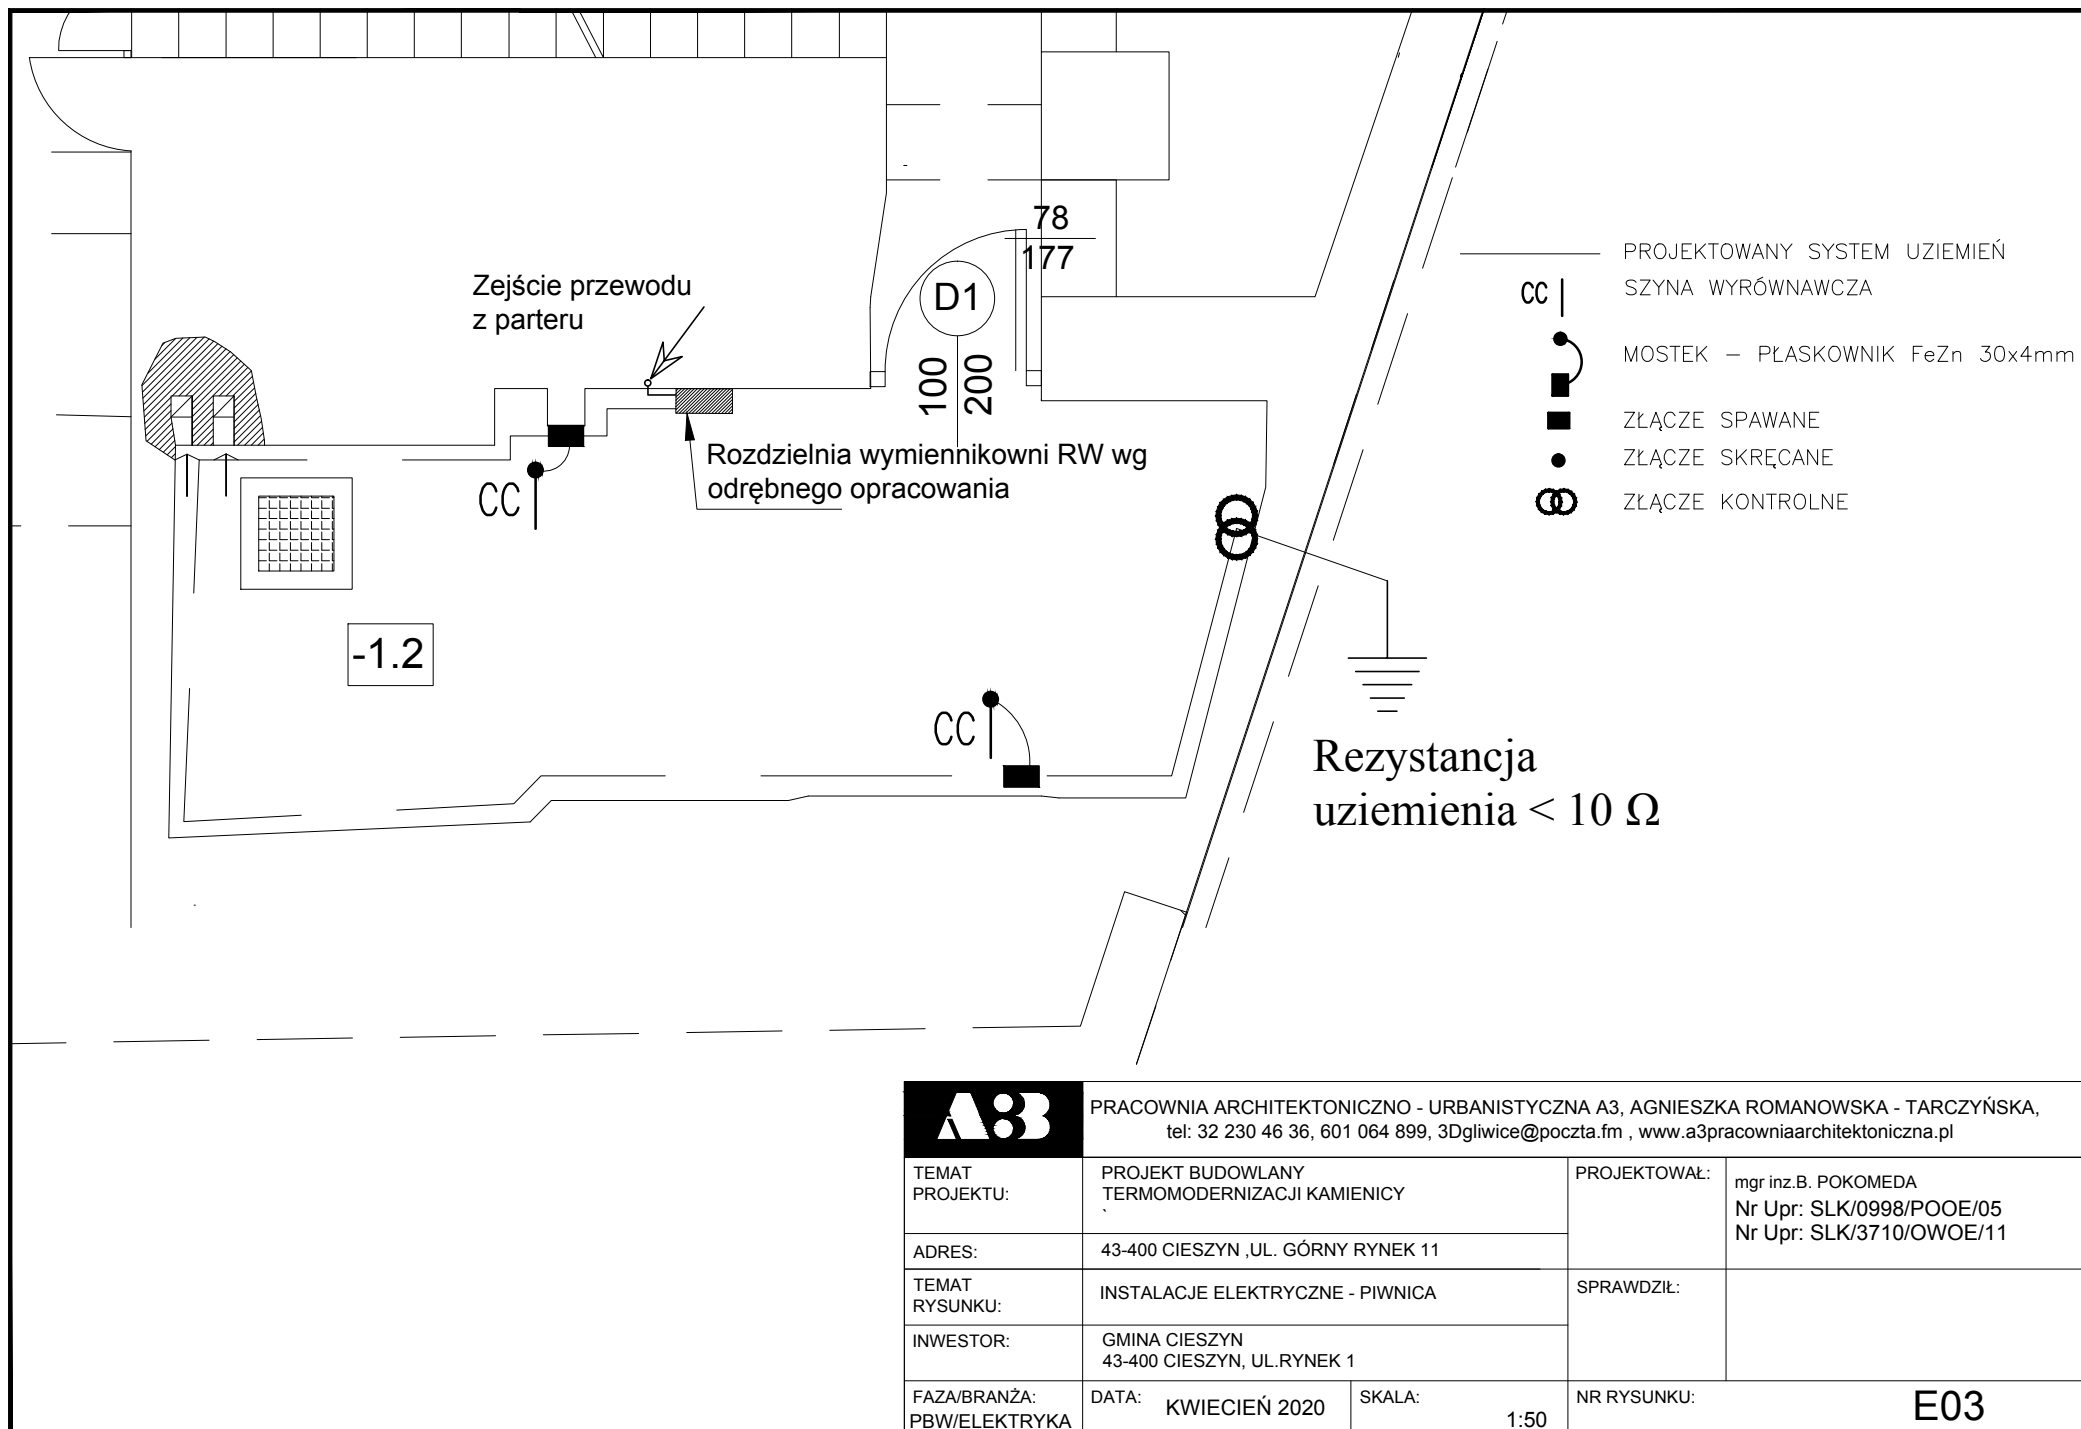 78
177
D1
100
200
Zejście przewodu
z parteru
Rozdzielnia wymiennikowni RW wg
odrębnego opracowania
CC
-1.2
CC
Rezystancja
uziemienia < 10 Ω
PROJEKTOWANY SYSTEM UZIEMIEŃ
CC SZYNA WYRÓWNAWCZA
MOSTEK – PŁASKOWNIK FeZn 30x4mm
ZŁĄCZE SPAWANE
ZŁĄCZE SKRĘCANE
ZŁĄCZE KONTROLNE
A3
PRACOWNIA ARCHITEKTONICZNO - URBANISTYCZNA A3, AGNIESZKA ROMANOWSKA - TARCZYŃSKA,
tel: 32 230 46 36, 601 064 899, 3Dgliwice@poczta.fm , www.a3pracowniaarchitektoniczna.pl
TEMAT
PROJEKTU:
PROJEKT BUDOWLANY
TERMOMODERNIZACJI KAMIENICY
`
PROJEKTOWAŁ:
mgr inz.B. POKOMEDA
Nr Upr: SLK/0998/POOE/05
Nr Upr: SLK/3710/OWOE/11
ADRES:
43-400 CIESZYN ,UL. GÓRNY RYNEK 11
TEMAT
RYSUNKU:
INSTALACJE ELEKTRYCZNE - PIWNICA
SPRAWDZIŁ:
INWESTOR:
GMINA CIESZYN
43-400 CIESZYN, UL.RYNEK 1
FAZA/BRANŻA:
PBW/ELEKTRYKA
DATA: KWIECIEŃ 2020
SKALA:
1:50
NR RYSUNKU:
E03